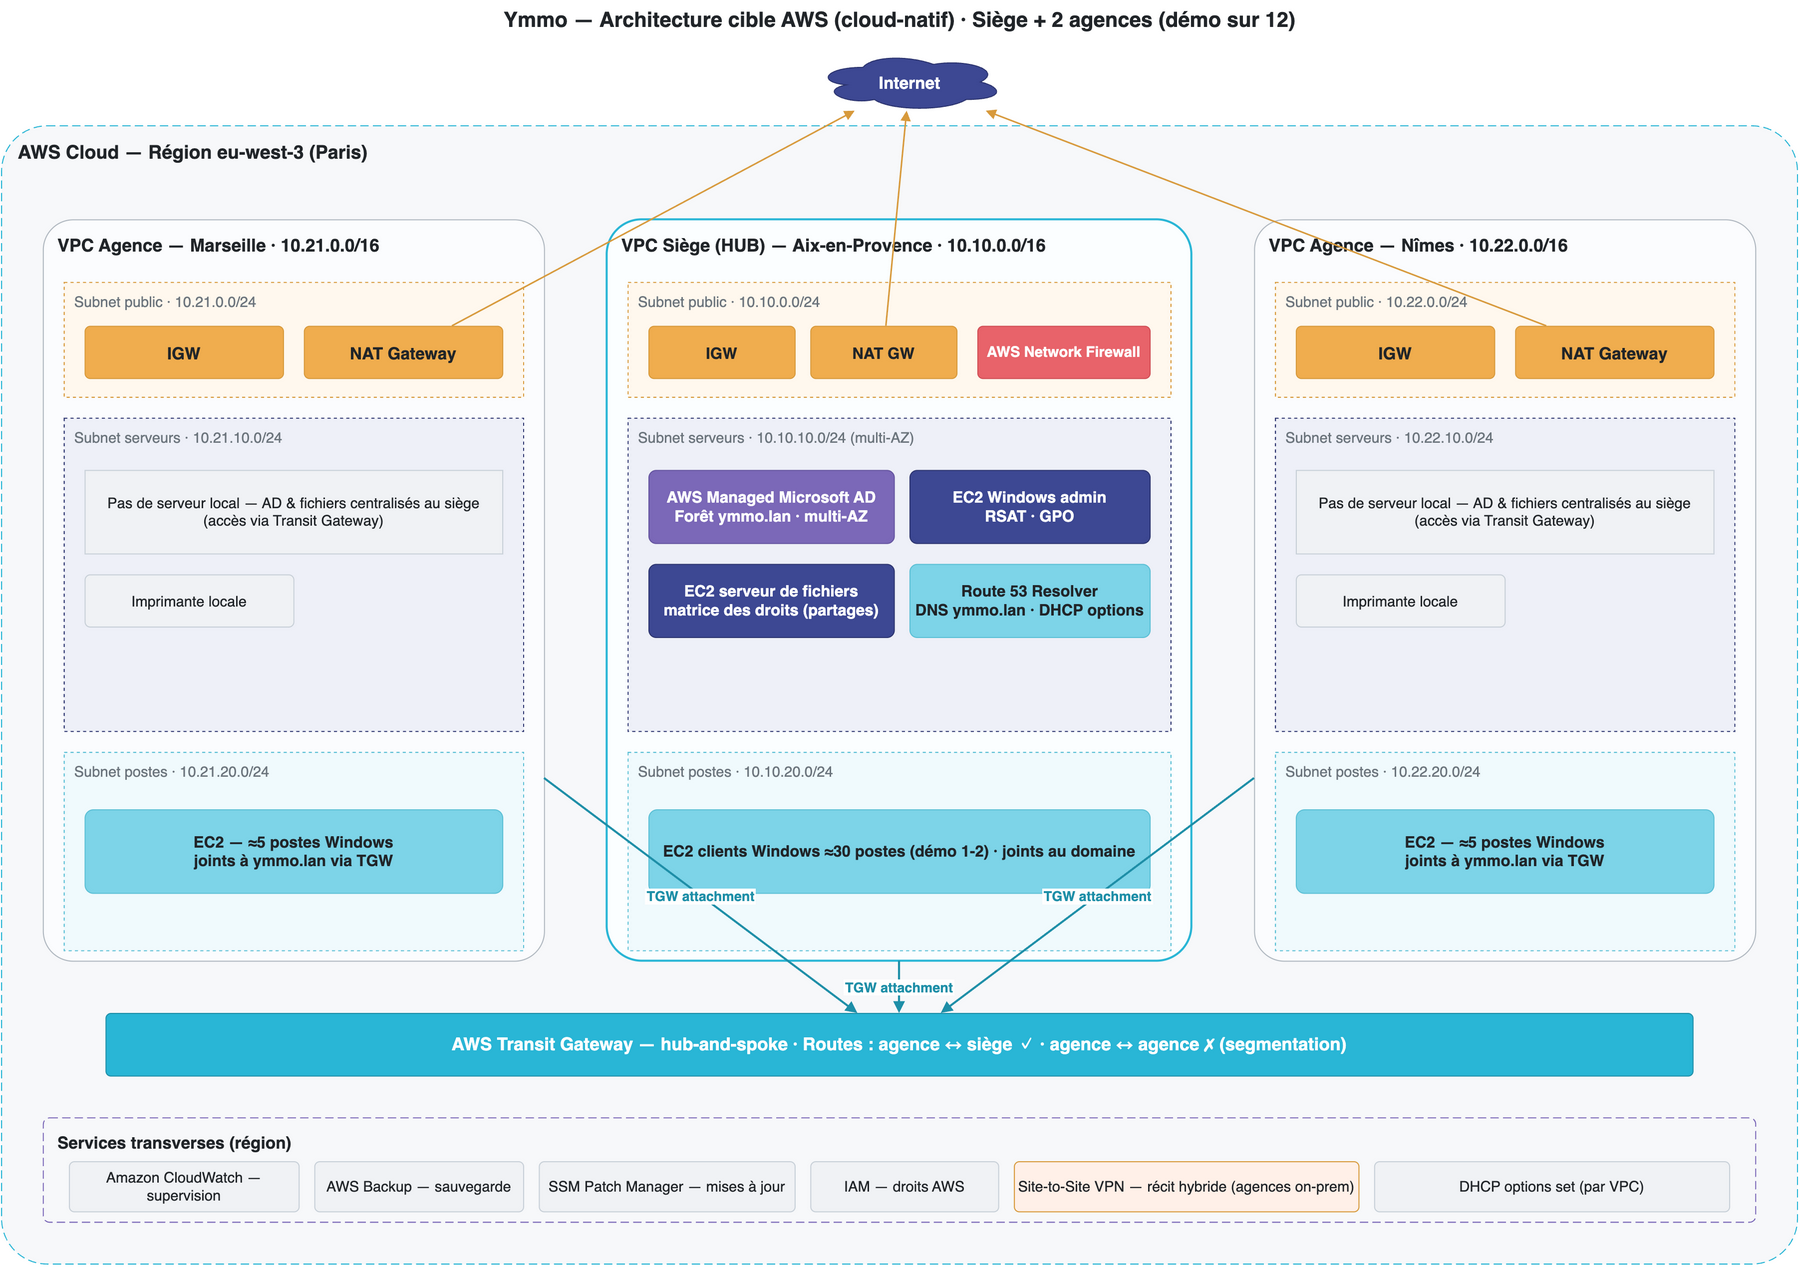 Ymmo — Architecture cible AWS (cloud-natif) · Siège + 2 agences (démo sur 12)
Internet
AWS Cloud — Région eu-west-3 (Paris)
VPC Agence — Marseille · 10.21.0.0/16
Subnet public · 10.21.0.0/24
IGW
NAT Gateway
Subnet serveurs · 10.21.10.0/24
Pas de serveur local — AD & fichiers centralisés au siège
(accès via Transit Gateway)
Imprimante locale
Subnet postes · 10.21.20.0/24
EC2 — ≈5 postes Windows
joints à ymmo.lan via TGW
VPC Siège (HUB) — Aix-en-Provence · 10.10.0.0/16
Subnet public · 10.10.0.0/24
IGW
NAT GW
AWS Network Firewall
Subnet serveurs · 10.10.10.0/24 (multi-AZ)
AWS Managed Microsoft AD
Forêt ymmo.lan · multi-AZ
EC2 Windows admin
RSAT · GPO
EC2 serveur de fichiers
matrice des droits (partages)
Route 53 Resolver
DNS ymmo.lan · DHCP options
Subnet postes · 10.10.20.0/24
EC2 clients Windows ≈30 postes (démo 1-2) · joints au domaine
VPC Agence — Nîmes · 10.22.0.0/16
Subnet public · 10.22.0.0/24
IGW
NAT Gateway
Subnet serveurs · 10.22.10.0/24
Pas de serveur local — AD & fichiers centralisés au siège
(accès via Transit Gateway)
Imprimante locale
Subnet postes · 10.22.20.0/24
EC2 — ≈5 postes Windows
joints à ymmo.lan via TGW
TGW attachment
TGW attachment
TGW attachment
AWS Transit Gateway — hub-and-spoke · Routes : agence ↔ siège ✓ · agence ↔ agence ✗ (segmentation)
Services transverses (région)
Amazon CloudWatch —
supervision
AWS Backup — sauvegarde
SSM Patch Manager — mises à jour
IAM — droits AWS
Site-to-Site VPN — récit hybride (agences on-prem)
DHCP options set (par VPC)